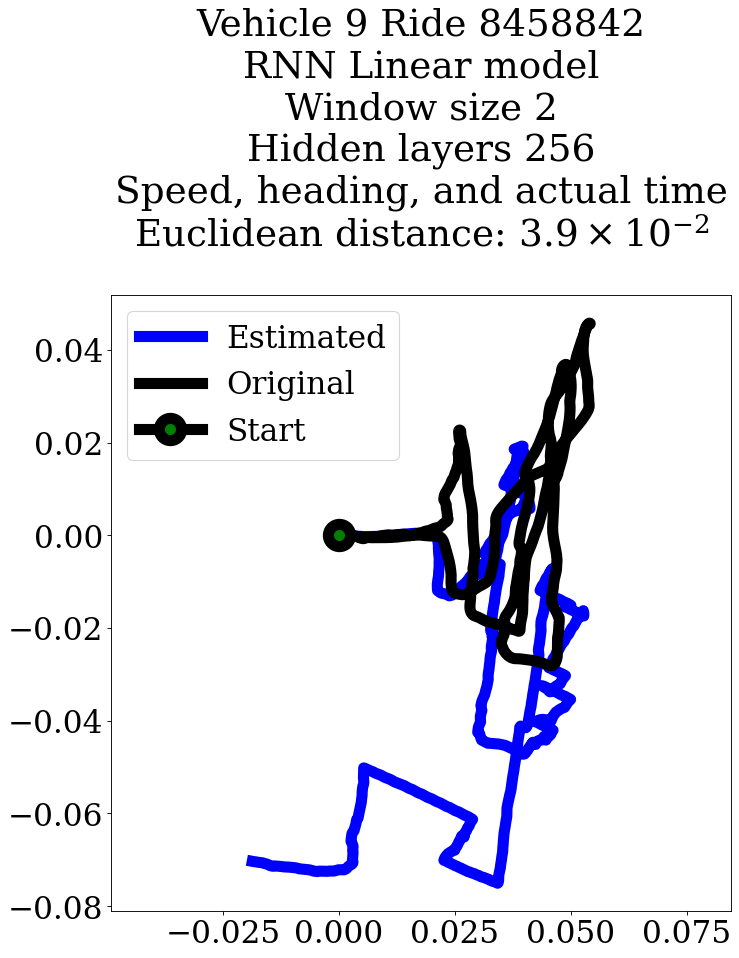 Vehicle 9 Ride 8458842
RNN Linear model
Window size 2
Hidden layers 256
Speed, heading, and actual time
Euclidean distance: 3.9 × 10⁻²
Estimated
Original
Start
0.04
0.02
0.00
−0.02
−0.04
−0.06
−0.08
−0.025 0.000 0.025 0.050 0.075